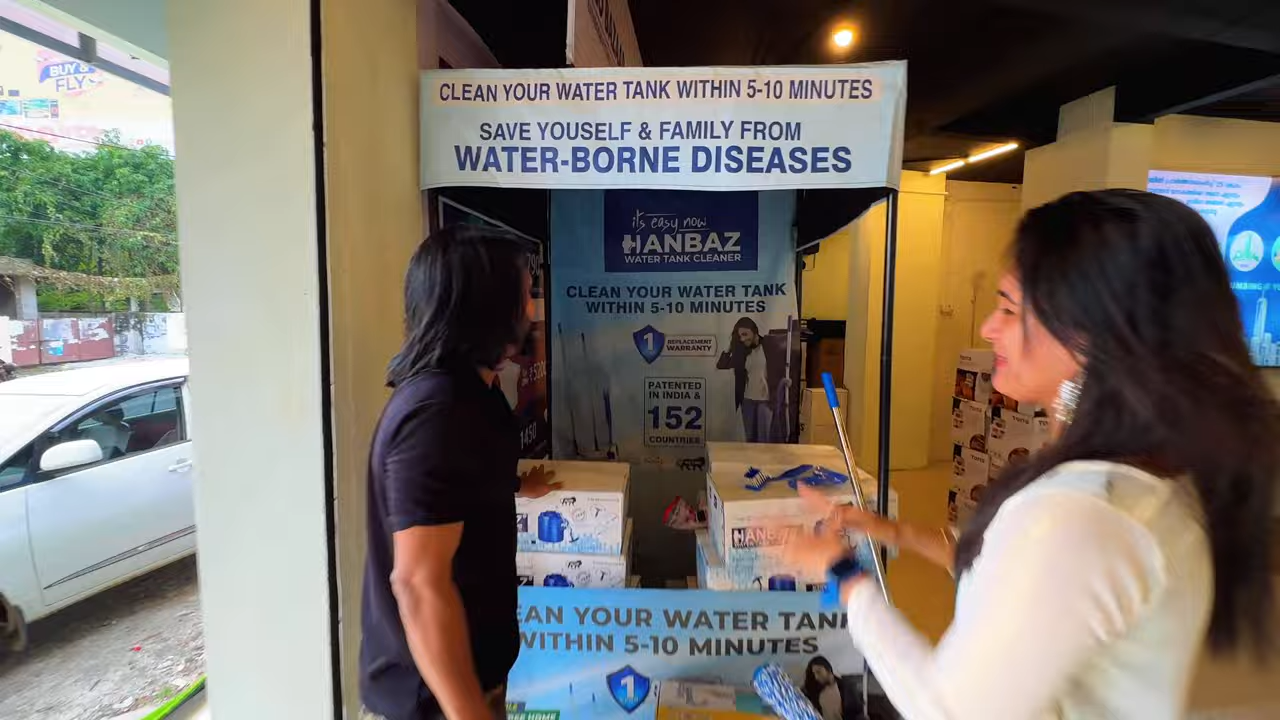 BUY &
FLY
CLEAN YOUR WATER TANK WITHIN 5-10 MINUTES
SAVE YOUSELF & FAMILY FROM
WATER-BORNE DISEASES
it's easy now
HANBAZ
WATER TANK CLEANER
CLEAN YOUR WATER TANK
WITHIN 5-10 MINUTES
1
REPLACEMENT
WARRANTY
PATENTED
IN INDIA &
152
COUNTRIES
1450
HANB
EAN YOUR WATER TANK
WITHIN 5-10 MINUTES
1